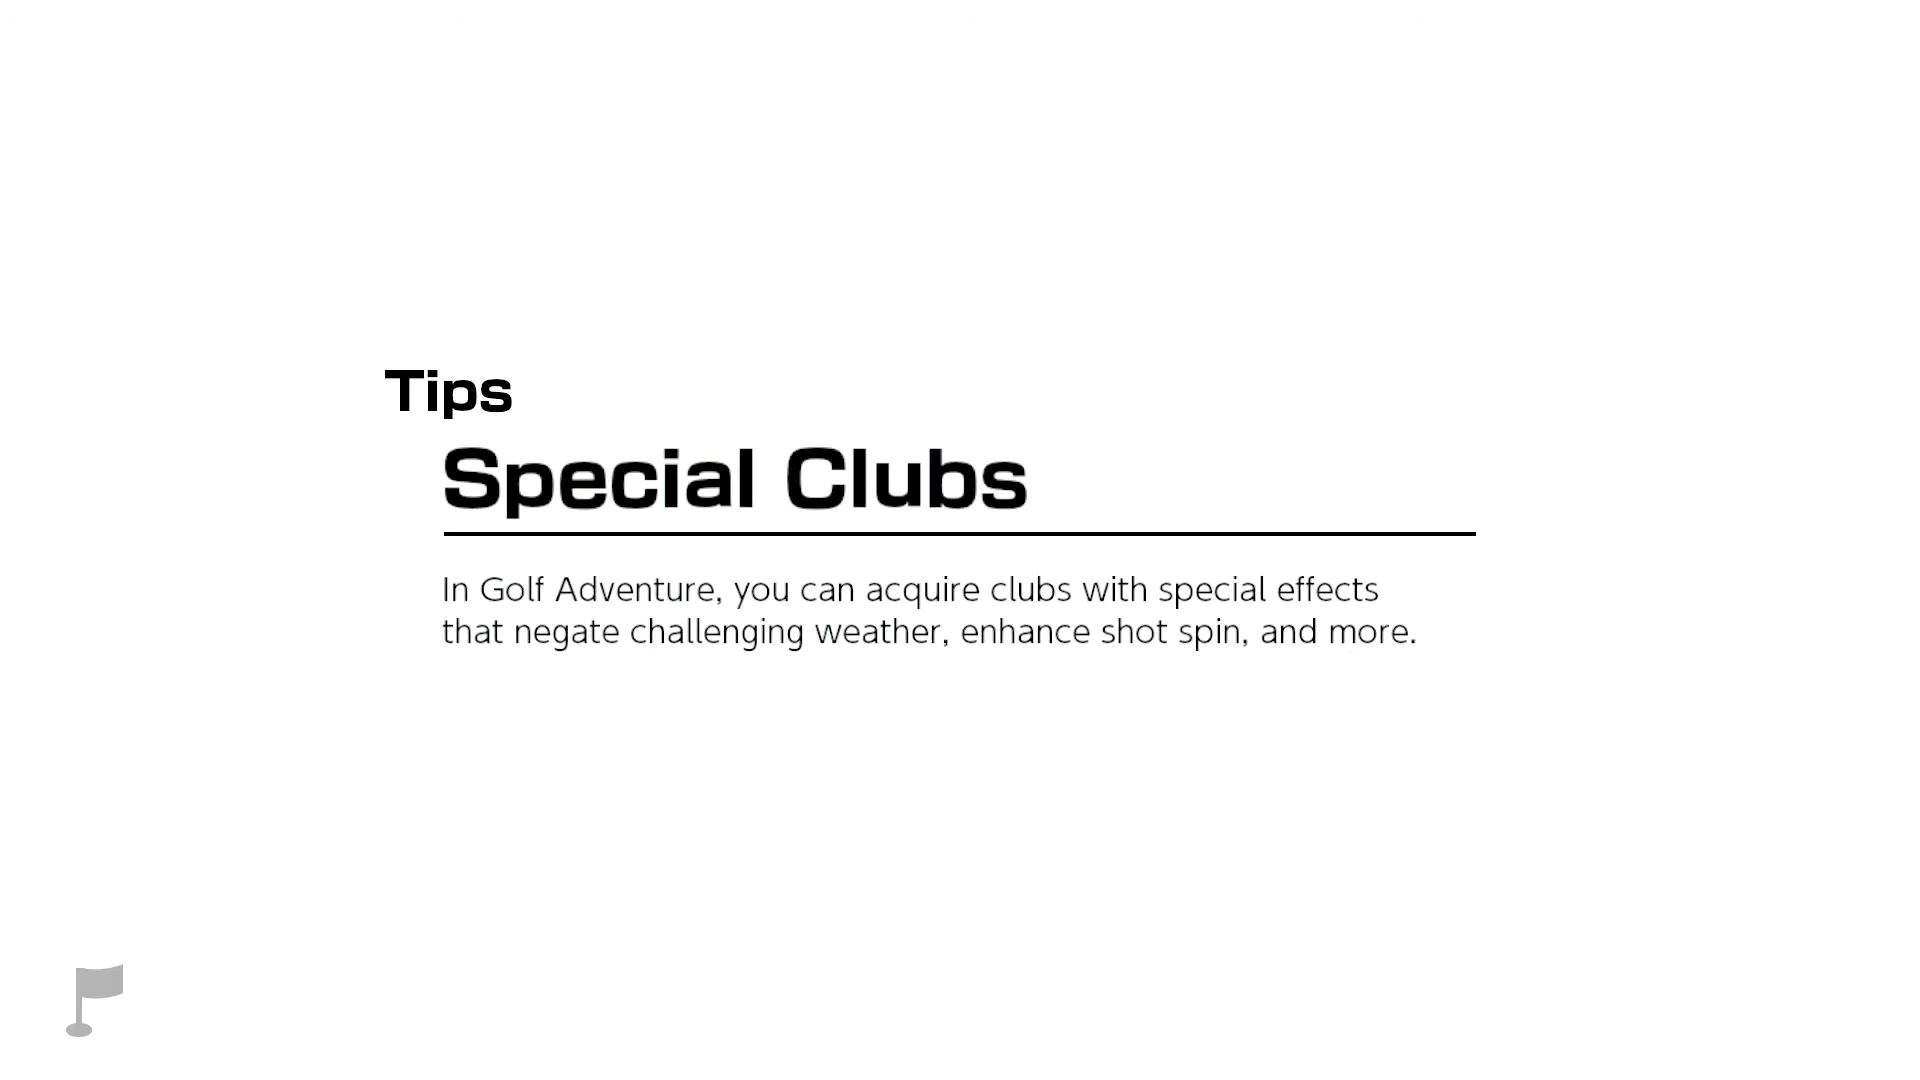 Tips
Special Clubs
In Golf Adventure, you can acquire clubs with special effects
that negate challenging weather, enhance shot spin, and more.